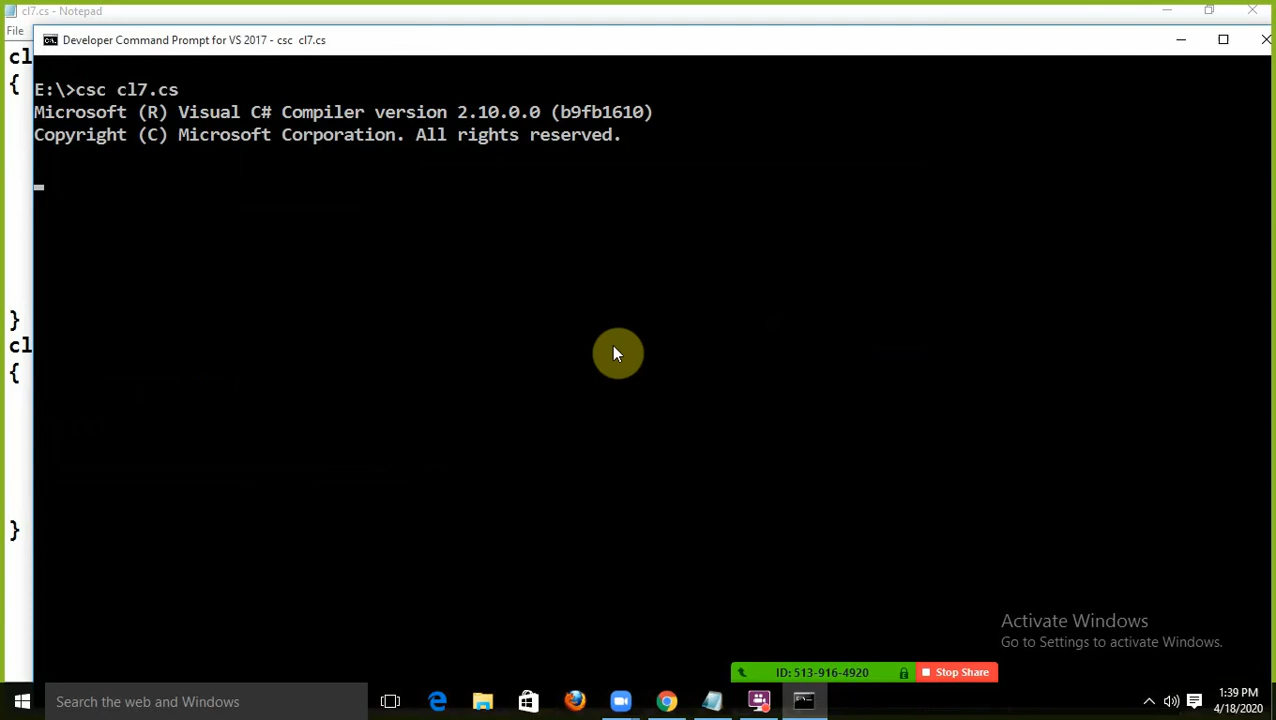 cl7.cs - Notepad
File
Developer Command Prompt for VS 2017 - csc  cl7.cs
cl
{
E:\>csc cl7.cs
Microsoft (R) Visual C# Compiler version 2.10.0.0 (b9fb1610)
Copyright (C) Microsoft Corporation. All rights reserved.
}
cl
{
}
Activate Windows
Go to Settings to activate Windows.
ID: 513-916-4920
Stop Share
Search the web and Windows
1:39 PM
4/18/2020